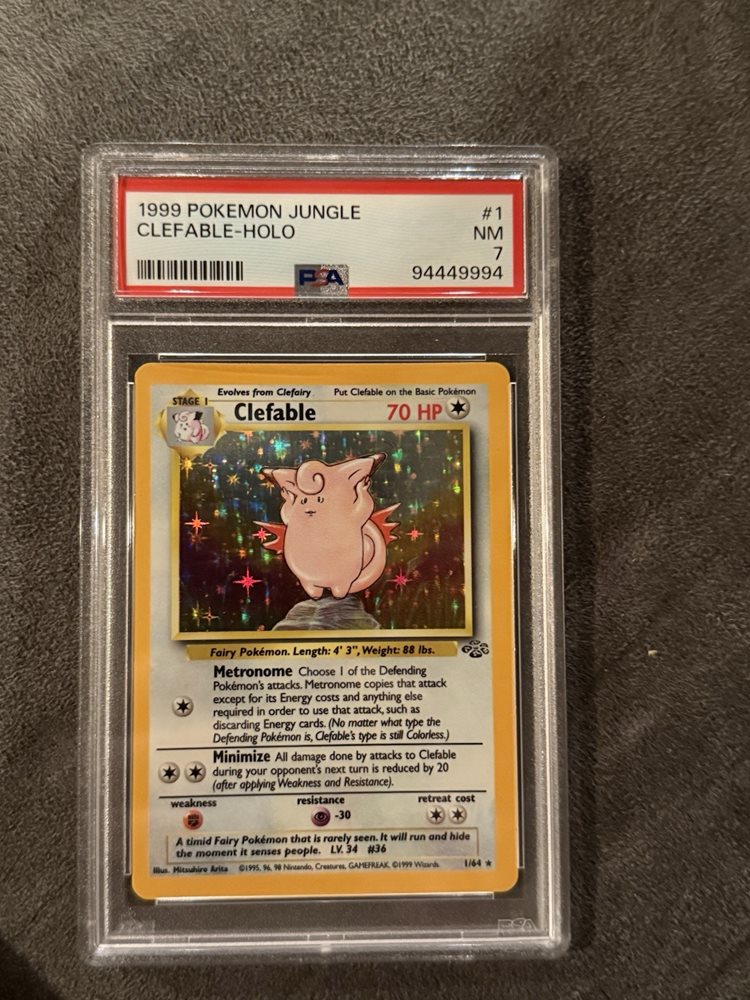 1999 POKEMON JUNGLE #1
CLEFABLE-HOLO NM
7
PSA 94449994
Evolves from Clefairy Put Clefable on the Basic Pokémon
STAGE 1
Clefable 70 HP
Fairy Pokémon. Length: 4' 3", Weight: 88 lbs.
Metronome Choose 1 of the Defending
Pokémon's attacks. Metronome copies that attack
except for its Energy costs and anything else
required in order to use that attack, such as
discarding Energy cards. (No matter what type the
Defending Pokémon is, Clefable's type is still Colorless.)
Minimize All damage done by attacks to Clefable
during your opponent's next turn is reduced by 20
(after applying Weakness and Resistance).
weakness resistance retreat cost
-30
A timid Fairy Pokémon that is rarely seen. It will run and hide
the moment it senses people. LV. 34 #36
Illus. Mitsuhiro Arita ©1995, 96, 98 Nintendo, Creatures, GAMEFREAK. ©1999 Wizards. 1/64 ★
PSA